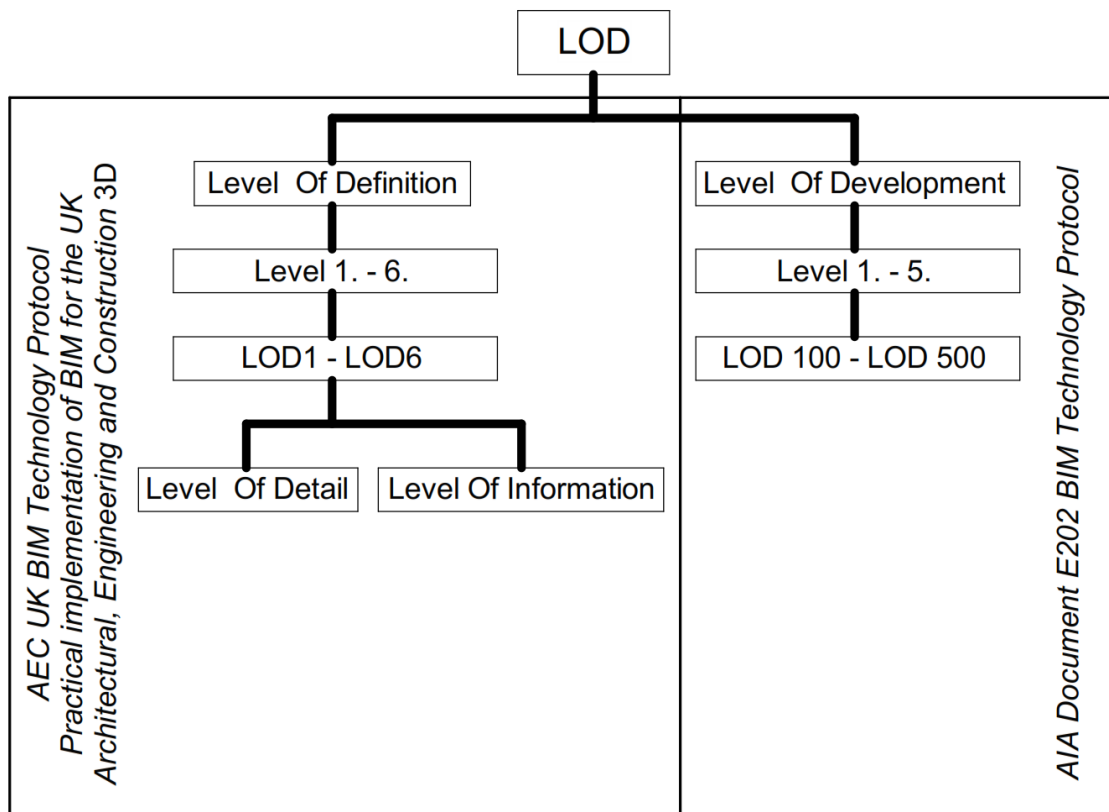 LOD
Level Of Definition
Level 1. - 6.
LOD1 - LOD6
Level Of Detail
Level Of Information
AEC UK BIM Technology Protocol
Practical implementation of BIM for the UK
Architectural, Engineering and Construction 3D
Level Of Development
Level 1. - 5.
LOD 100 - LOD 500
AIA Document E202 BIM Technology Protocol